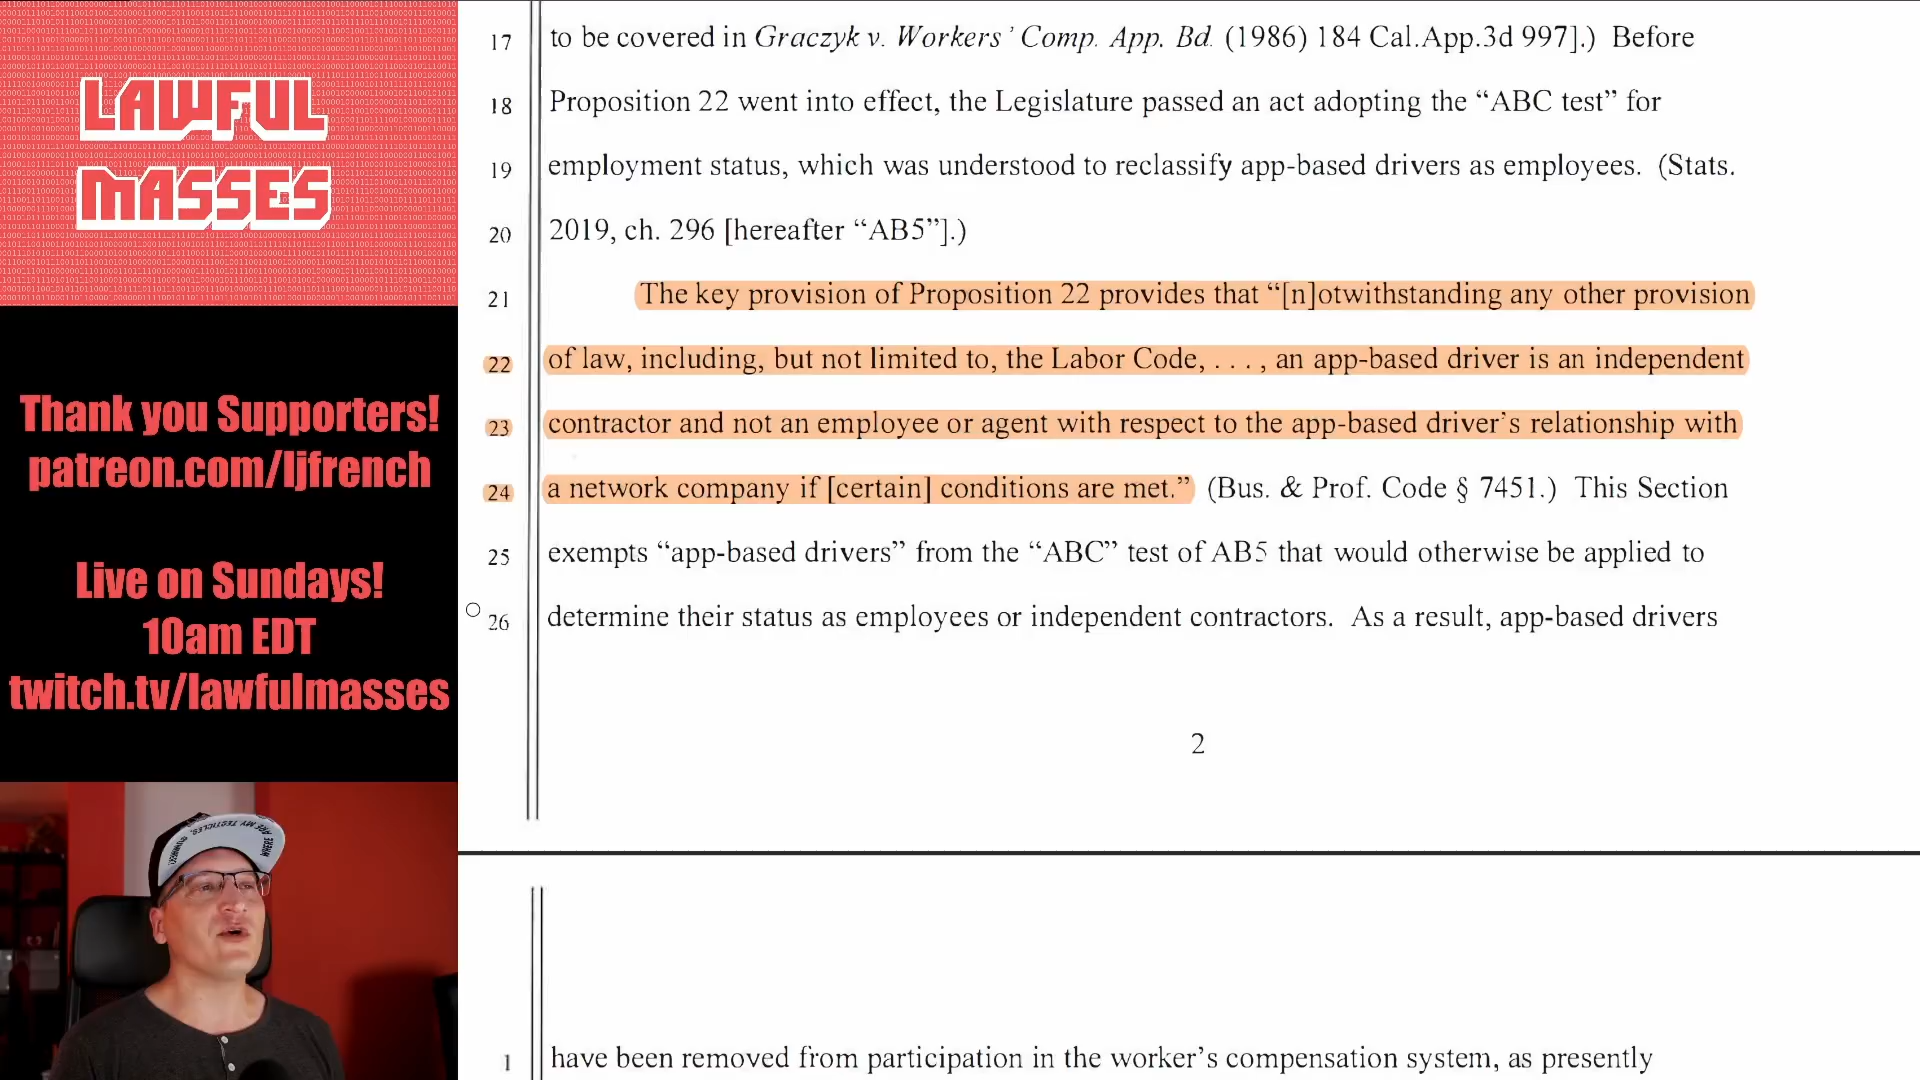 LAWFUL
MASSES
Thank you Supporters!
patreon.com/ljfrench
Live on Sundays!
10am EDT
twitch.tv/lawfulmasses
WHERE ARE MY TESTICLES, SUMMER?
17 to be covered in Graczyk v. Workers' Comp. App. Bd. (1986) 184 Cal.App.3d 997].) Before
18 Proposition 22 went into effect, the Legislature passed an act adopting the “ABC test” for
19 employment status, which was understood to reclassify app-based drivers as employees. (Stats.
20 2019, ch. 296 [hereafter “AB5”].)
21 The key provision of Proposition 22 provides that “[n]otwithstanding any other provision
22 of law, including, but not limited to, the Labor Code, . . . , an app-based driver is an independent
23 contractor and not an employee or agent with respect to the app-based driver's relationship with
24 a network company if [certain] conditions are met.” (Bus. & Prof. Code § 7451.) This Section
25 exempts “app-based drivers” from the “ABC” test of AB5 that would otherwise be applied to
26 determine their status as employees or independent contractors. As a result, app-based drivers
2
1 have been removed from participation in the worker's compensation system, as presently